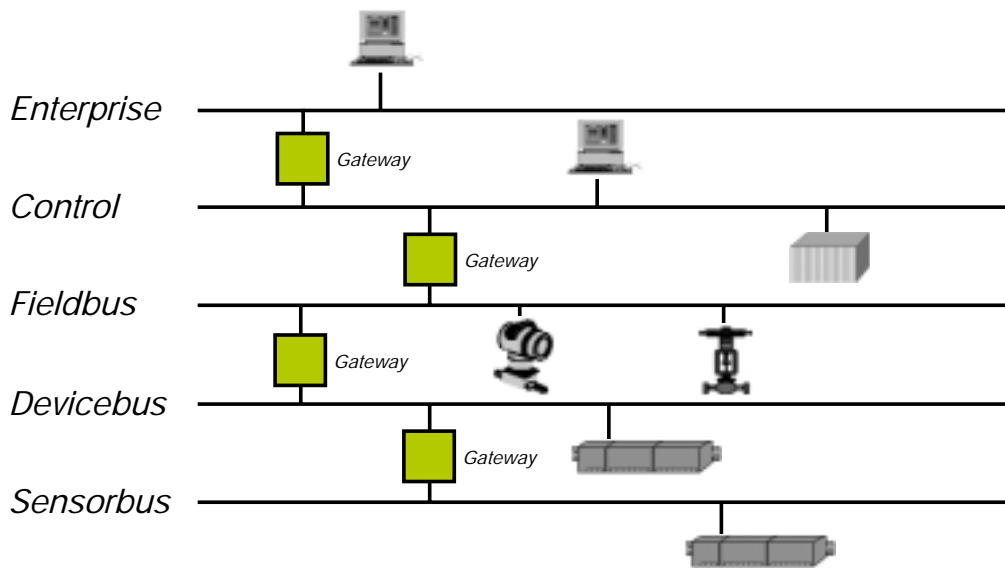 Enterprise
Gateway
Control
Gateway
Fieldbus
Gateway
Devicebus
Gateway
Sensorbus